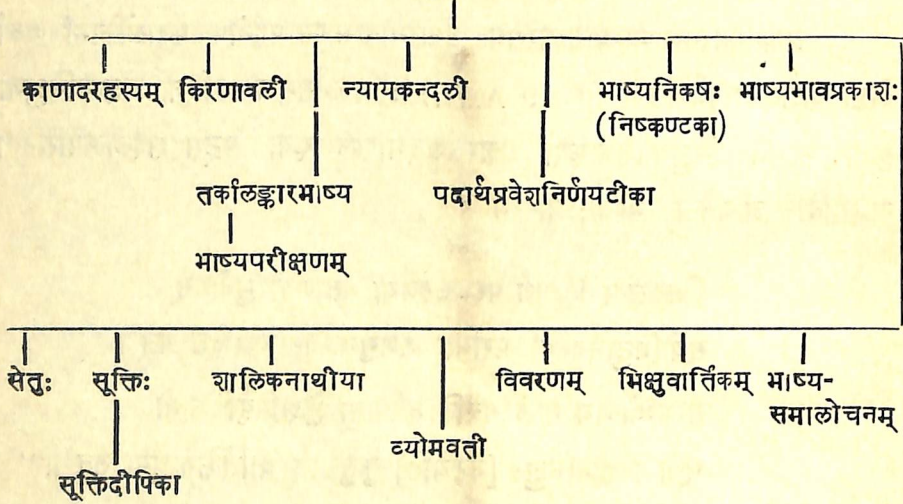 काणादरहस्यम् किरणावली न्यायकन्दली भाष्यनिकषः भाष्यभावप्रकाशः
(निष्कण्टका)
तर्कालङ्कारभाष्य पदार्थप्रवेशनिर्णयटीका
भाष्यपरीक्षणम्
सेतुः सूक्तिः शालिकनाथीया विवरणम् भिक्षुवार्तिकम् भाष्य-
समालोचनम्
व्योमवती
सूक्तिदीपिका